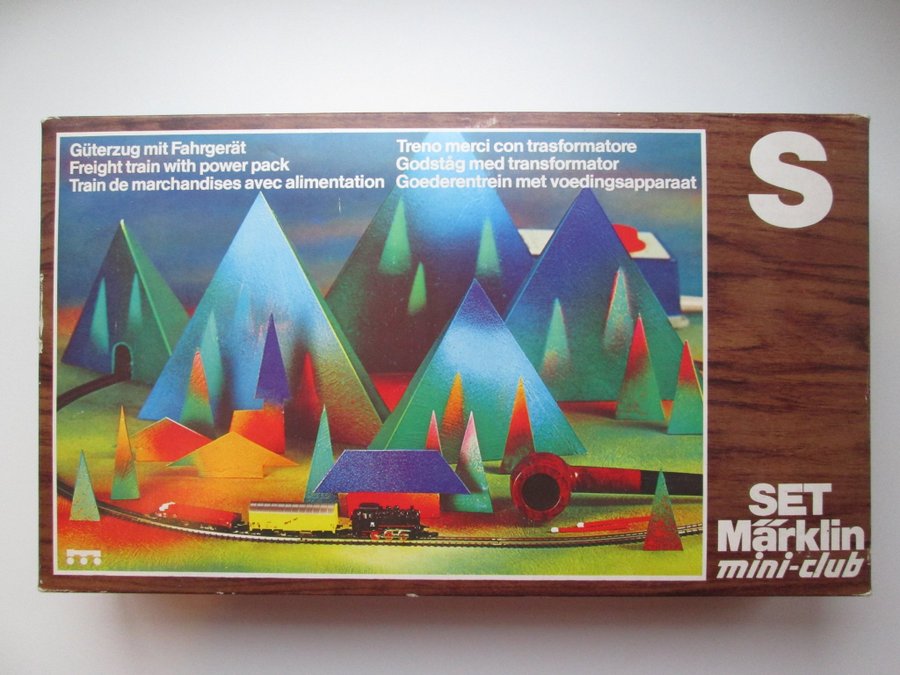 Güterzug mit Fahrgerät
Freight train with power pack
Train de marchandises avec alimentation
Treno merci con trasformatore
Godståg med transformator
Goederentrein met voedingsapparaat
S
SET
Märklin
mini-club